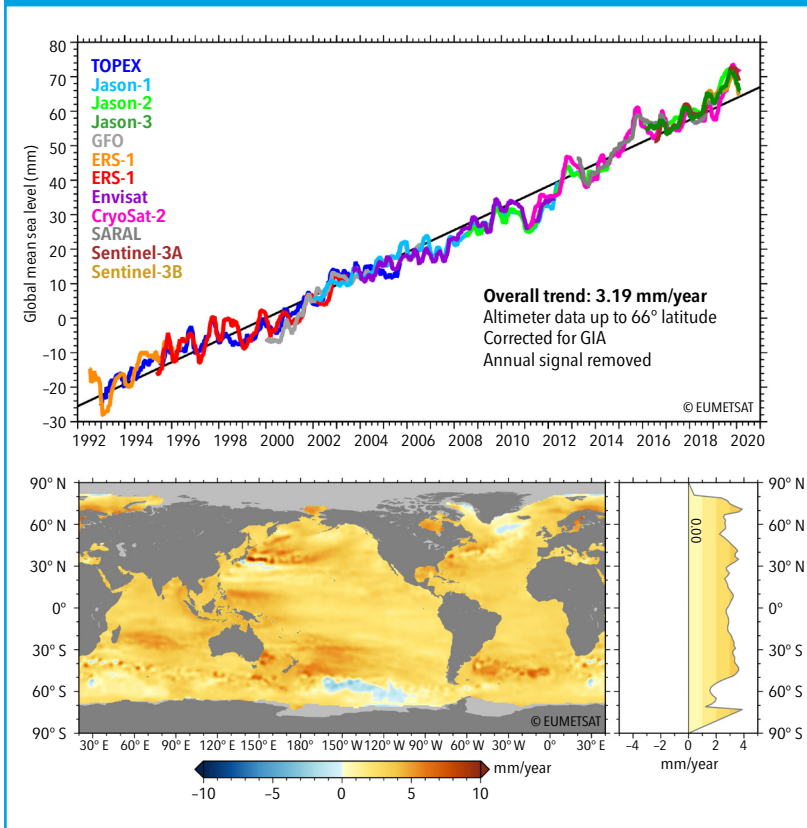 80
70
60
50
40
30
20
10
0
−10
−20
−30
Global mean sea level (mm)
TOPEX
Jason-1
Jason-2
Jason-3
GFO
ERS-1
ERS-1
Envisat
CryoSat-2
SARAL
Sentinel-3A
Sentinel-3B
Overall trend: 3.19 mm/year
Altimeter data up to 66° latitude
Corrected for GIA
Annual signal removed
© EUMETSAT
1992 1994 1996 1998 2000 2002 2004 2006 2008 2010 2012 2014 2016 2018 2020
90° N
60° N
30° N
0°
30° S
60° S
90° S
© EUMETSAT
30° E 60° E 90° E 120° E 150° E 180° 150° W 120° W 90° W 60° W 30° W 0° 30° E
−10 −5 0 5 10 mm/year
90° N
60° N
30° N
0°
30° S
60° S
90° S
000
−4 −2 0 2 4
mm/year